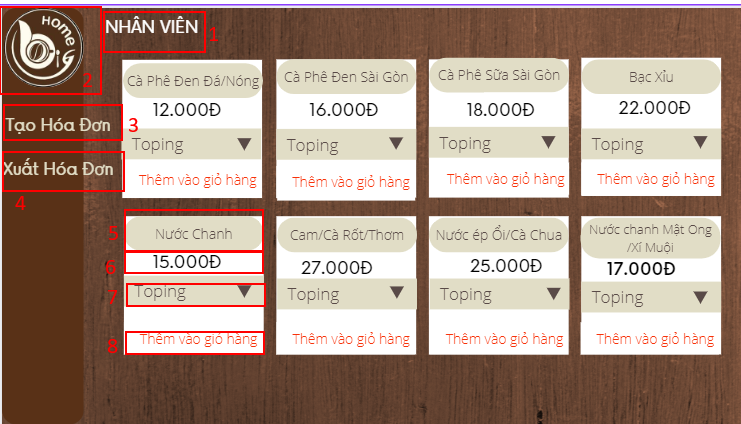 Home
big
NHÂN VIÊN
1
2
Tạo Hóa Đơn
3
Xuất Hóa Đơn
4
Cà Phê Đen Đá/Nóng
12.000Đ
Toping
Thêm vào giỏ hàng
Cà Phê Đen Sài Gòn
16.000Đ
Toping
Thêm vào giỏ hàng
Cà Phê Sữa Sài Gòn
18.000Đ
Toping
Thêm vào giỏ hàng
Bạc Xỉu
22.000Đ
Toping
Thêm vào giỏ hàng
5
Nước Chanh
6
15.000Đ
7
Toping
8
Thêm vào giỏ hàng
Cam/Cà Rốt/Thơm
27.000Đ
Toping
Thêm vào giỏ hàng
Nước ép Ổi/Cà Chua
25.000Đ
Toping
Thêm vào giỏ hàng
Nước chanh Mật Ong
/Xí Muội
17.000Đ
Toping
Thêm vào giỏ hàng